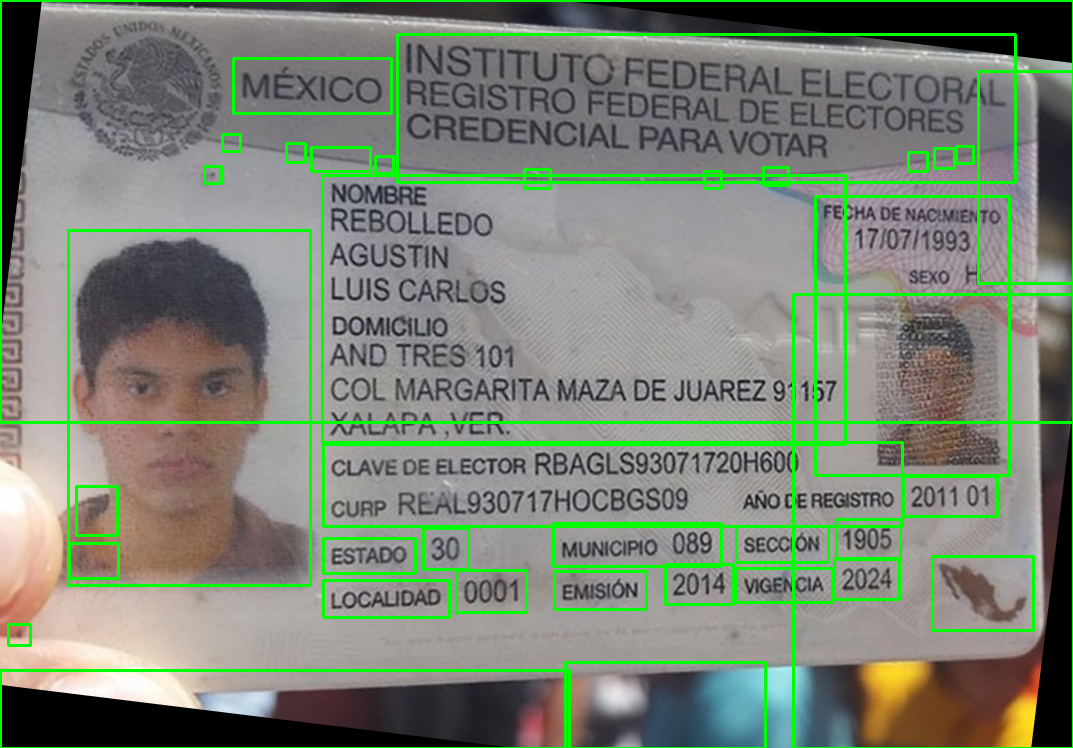 ESTADOS UNIDOS MEXICANOS
MÉXICO
INSTITUTO FEDERAL ELECTORAL
REGISTRO FEDERAL DE ELECTORES
CREDENCIAL PARA VOTAR
NOMBRE
REBOLLEDO
AGUSTIN
LUIS CARLOS
FECHA DE NACIMIENTO
17/07/1993
SEXO H
DOMICILIO
AND TRES 101
COL MARGARITA MAZA DE JUAREZ 91157
XALAPA ,VER.
CLAVE DE ELECTOR RBAGLS93071720H600
CURP REAL930717HOCBGS09 AÑO DE REGISTRO 2011 01
ESTADO 30 MUNICIPIO 089 SECCIÓN 1905
LOCALIDAD 0001 EMISIÓN 2014 VIGENCIA 2024